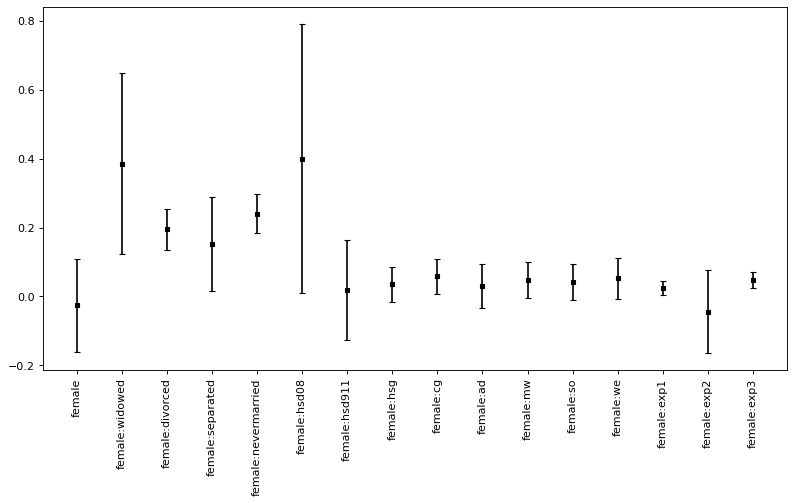 0.8
0.6
0.4
0.2
0.0
−0.2
female
female:widowed
female:divorced
female:separated
female:nevermarried
female:hsd08
female:hsd911
female:hsg
female:cg
female:ad
female:mw
female:so
female:we
female:exp1
female:exp2
female:exp3